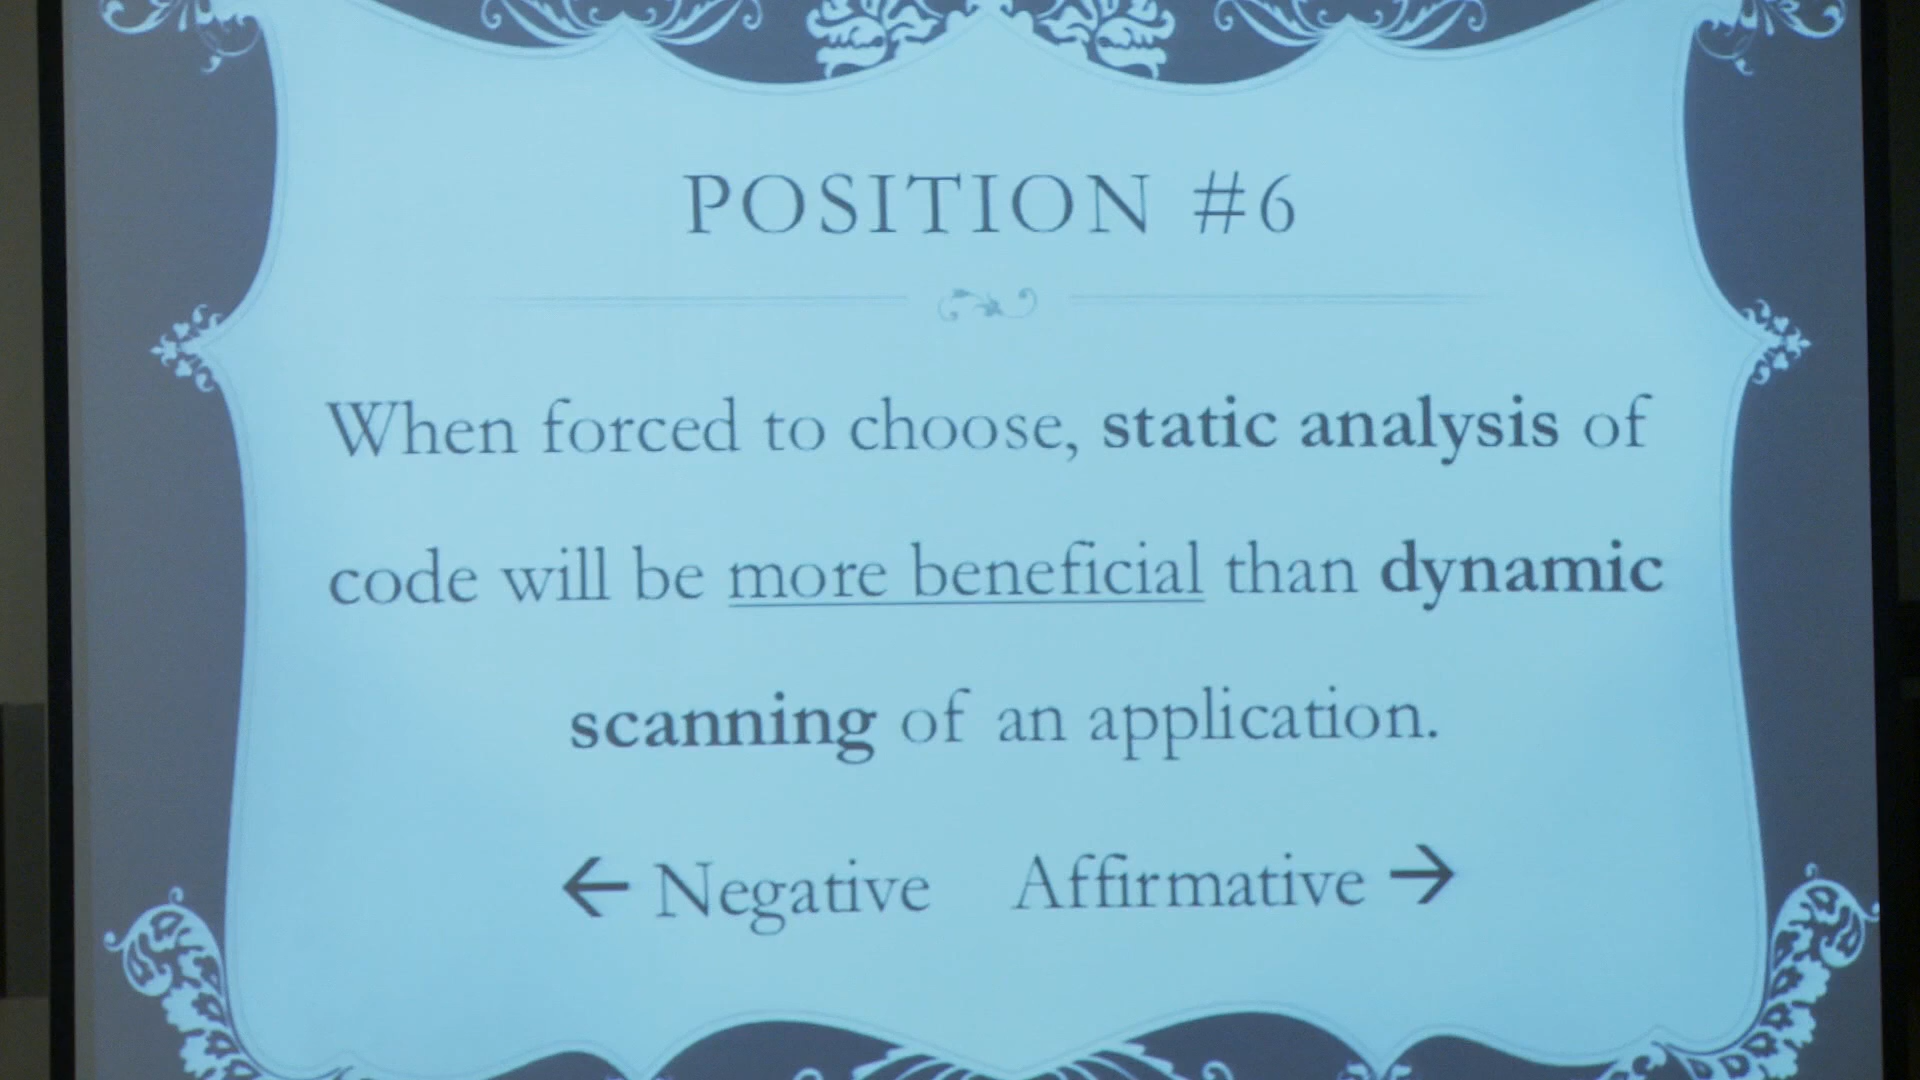 POSITION #6
When forced to choose, static analysis of
code will be more beneficial than dynamic
scanning of an application.
← Negative Affirmative →